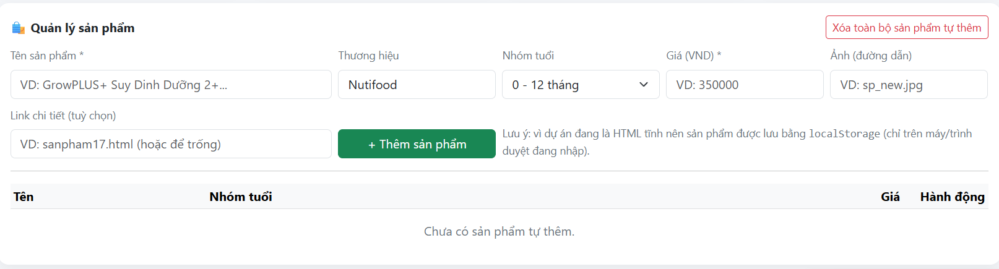 Quản lý sản phẩm
Xóa toàn bộ sản phẩm tự thêm
Tên sản phẩm *
Thương hiệu
Nhóm tuổi
Giá (VND) *
Ảnh (đường dẫn)
VD: GrowPLUS+ Suy Dinh Dưỡng 2+...
Nutifood
0 - 12 tháng
VD: 350000
VD: sp_new.jpg
Link chi tiết (tuỳ chọn)
VD: sanpham17.html (hoặc để trống)
+ Thêm sản phẩm
Lưu ý: vì dự án đang là HTML tĩnh nên sản phẩm được lưu bằng localStorage (chỉ trên máy/trình
duyệt đang nhập).
Tên
Nhóm tuổi
Giá
Hành động
Chưa có sản phẩm tự thêm.